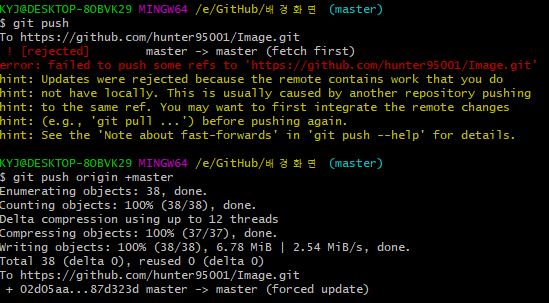 KYJ@DESKTOP-8OBVK29 MINGW64 /e/GitHub/배경화면 (master)
$ git push
To https://github.com/hunter95001/Image.git
 ! [rejected]        master -> master (fetch first)
error: failed to push some refs to 'https://github.com/hunter95001/Image.git'
hint: Updates were rejected because the remote contains work that you do
hint: not have locally. This is usually caused by another repository pushing
hint: to the same ref. You may want to first integrate the remote changes
hint: (e.g., 'git pull ...') before pushing again.
hint: See the 'Note about fast-forwards' in 'git push --help' for details.
KYJ@DESKTOP-8OBVK29 MINGW64 /e/GitHub/배경화면 (master)
$ git push origin +master
Enumerating objects: 38, done.
Counting objects: 100% (38/38), done.
Delta compression using up to 12 threads
Compressing objects: 100% (37/37), done.
Writing objects: 100% (38/38), 6.78 MiB | 2.54 MiB/s, done.
Total 38 (delta 0), reused 0 (delta 0)
To https://github.com/hunter95001/Image.git
 + 02d05aa...87d323d master -> master (forced update)